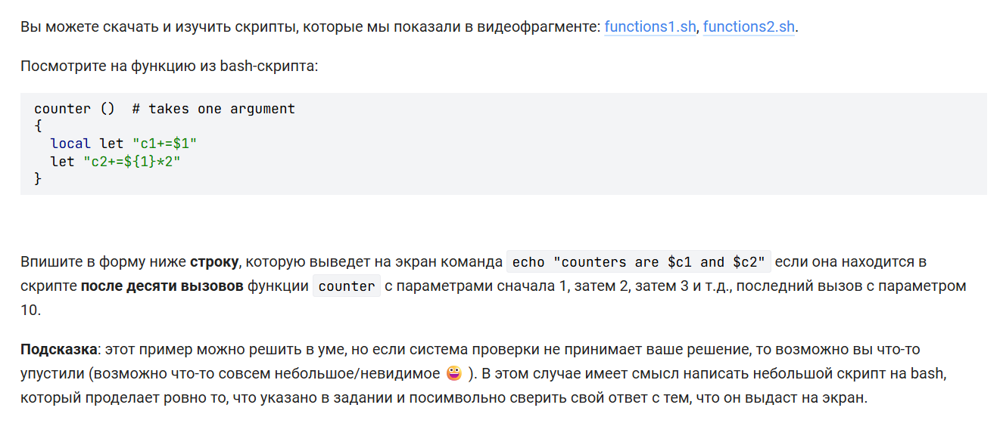 Вы можете скачать и изучить скрипты, которые мы показали в видеофрагменте: functions1.sh, functions2.sh.
Посмотрите на функцию из bash-скрипта:
counter ()  # takes one argument
{
  local let "c1+=$1"
  let "c2+=${1}*2"
}
Впишите в форму ниже строку, которую выведет на экран команда echo "counters are $c1 and $c2" если она находится в
скрипте после десяти вызовов функции counter с параметрами сначала 1, затем 2, затем 3 и т.д., последний вызов с параметром
10.
Подсказка: этот пример можно решить в уме, но если система проверки не принимает ваше решение, то возможно вы что-то
упустили (возможно что-то совсем небольшое/невидимое 😀 ). В этом случае имеет смысл написать небольшой скрипт на bash,
который проделает ровно то, что указано в задании и посимвольно сверить свой ответ с тем, что он выдаст на экран.